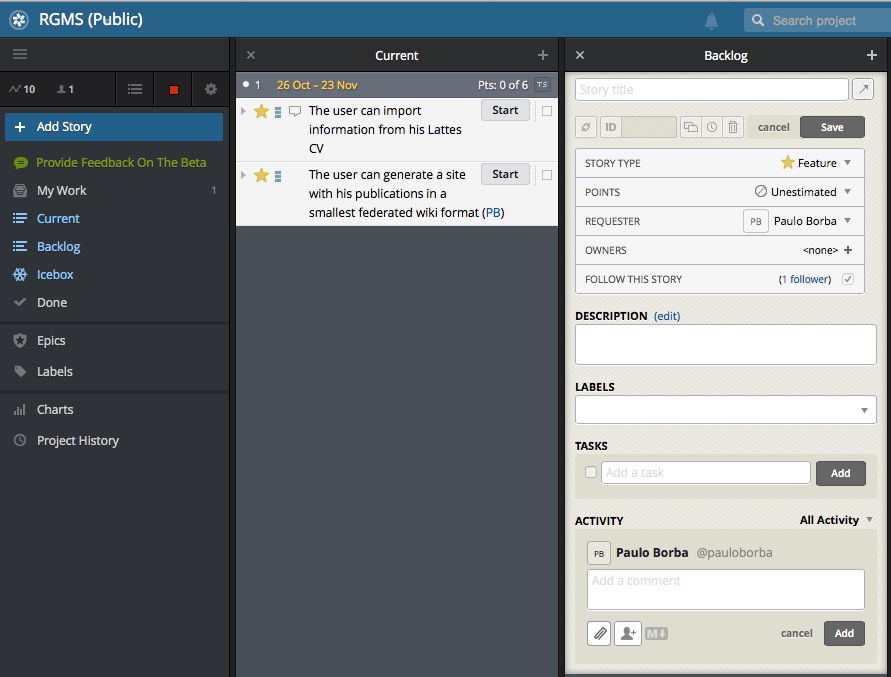 RGMS (Public)
Search project
10
1
Add Story
Provide Feedback On The Beta
My Work 1
Current
Backlog
Icebox
Done
Epics
Labels
Charts
Project History
Current
1 26 Oct – 23 Nov Pts: 0 of 6 TS
The user can import
information from his Lattes
CV
Start
The user can generate a site
with his publications in a
smallest federated wiki format (PB)
Start
Backlog
Story title
ID
cancel Save
STORY TYPE Feature
POINTS Unestimated
REQUESTER PB Paulo Borba
OWNERS <none>
FOLLOW THIS STORY (1 follower)
DESCRIPTION (edit)
LABELS
TASKS
Add a task Add
ACTIVITY All Activity
PB Paulo Borba @pauloborba
Add a comment
M
cancel Add